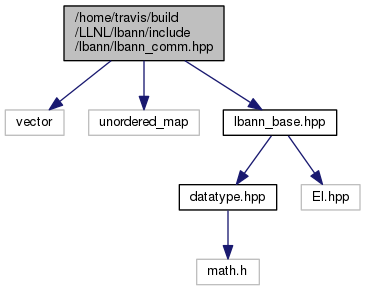 /home/travis/build
/LLNL/lbann/include
/lbann/lbann_comm.hpp
vector
unordered_map
lbann_base.hpp
datatype.hpp
El.hpp
math.h